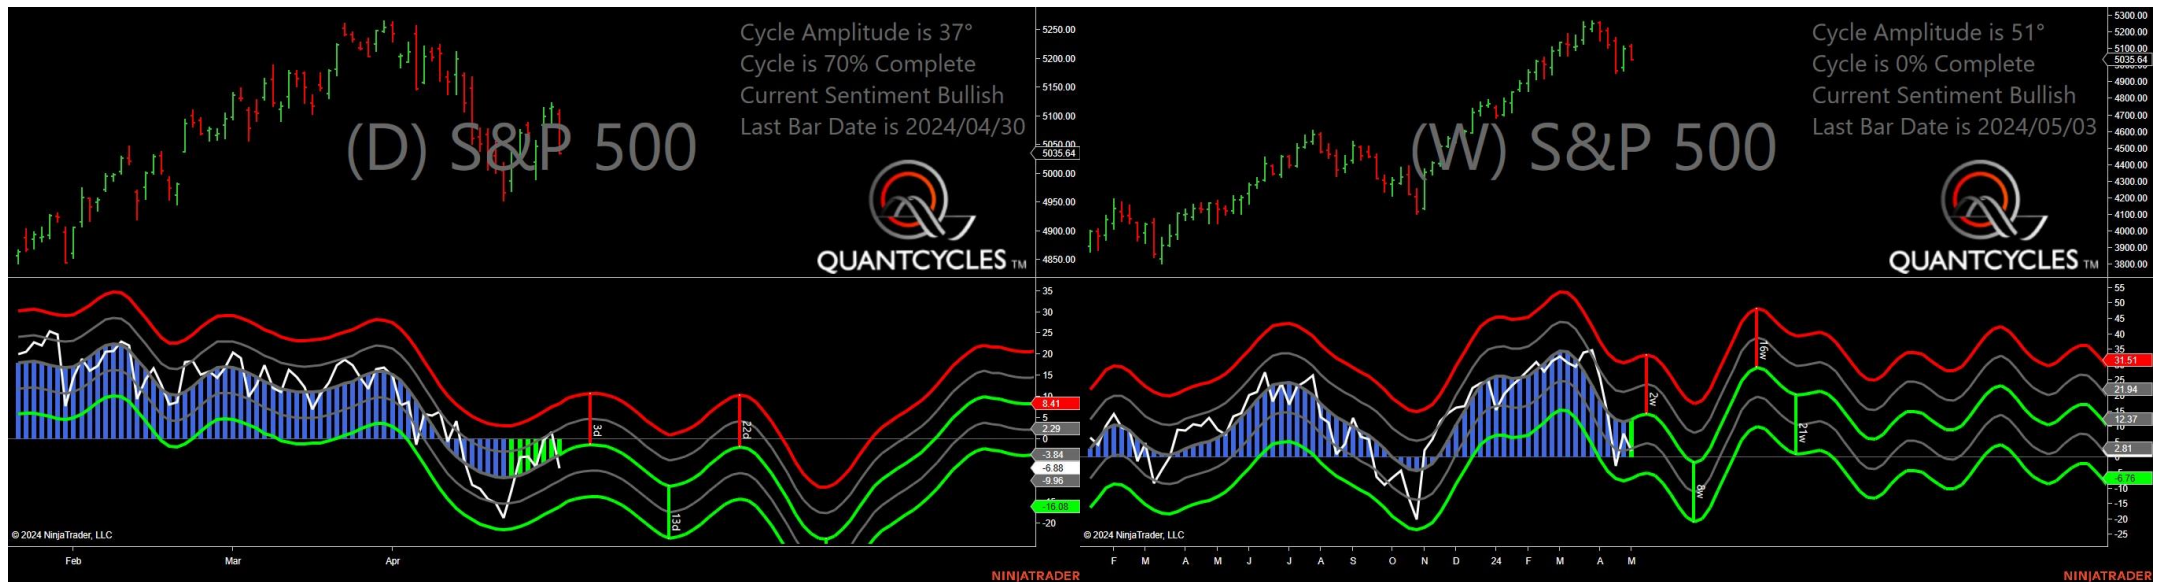 Cycle Amplitude is 37°
Cycle is 70% Complete
Current Sentiment Bullish
Last Bar Date is 2024/04/30
(D) S&P 500
QUANTCYCLES TM
5250.00
5200.00
5150.00
5100.00
5050.00
5035.64
5000.00
4950.00
4900.00
4850.00
35
30
25
20
15
10
8.41
5
2.29
0
-3.84
-6.88
-9.96
-16.08
-20
3d
13d
22d
© 2024 NinjaTrader, LLC
Feb Mar Apr
NINJATRADER
Cycle Amplitude is 51°
Cycle is 0% Complete
Current Sentiment Bullish
Last Bar Date is 2024/05/03
(W) S&P 500
QUANTCYCLES TM
5300.00
5200.00
5100.00
5035.64
4900.00
4800.00
4700.00
4600.00
4500.00
4400.00
4300.00
4200.00
4100.00
4000.00
3900.00
3800.00
55
50
45
40
35
31.51
25
21.94
15
12.37
10
2.81
0
-6.76
-10
-15
-20
-25
2w
8w
16w
21w
© 2024 NinjaTrader, LLC
F M A M J J A S O N D 24 F M A M
NINJATRADER